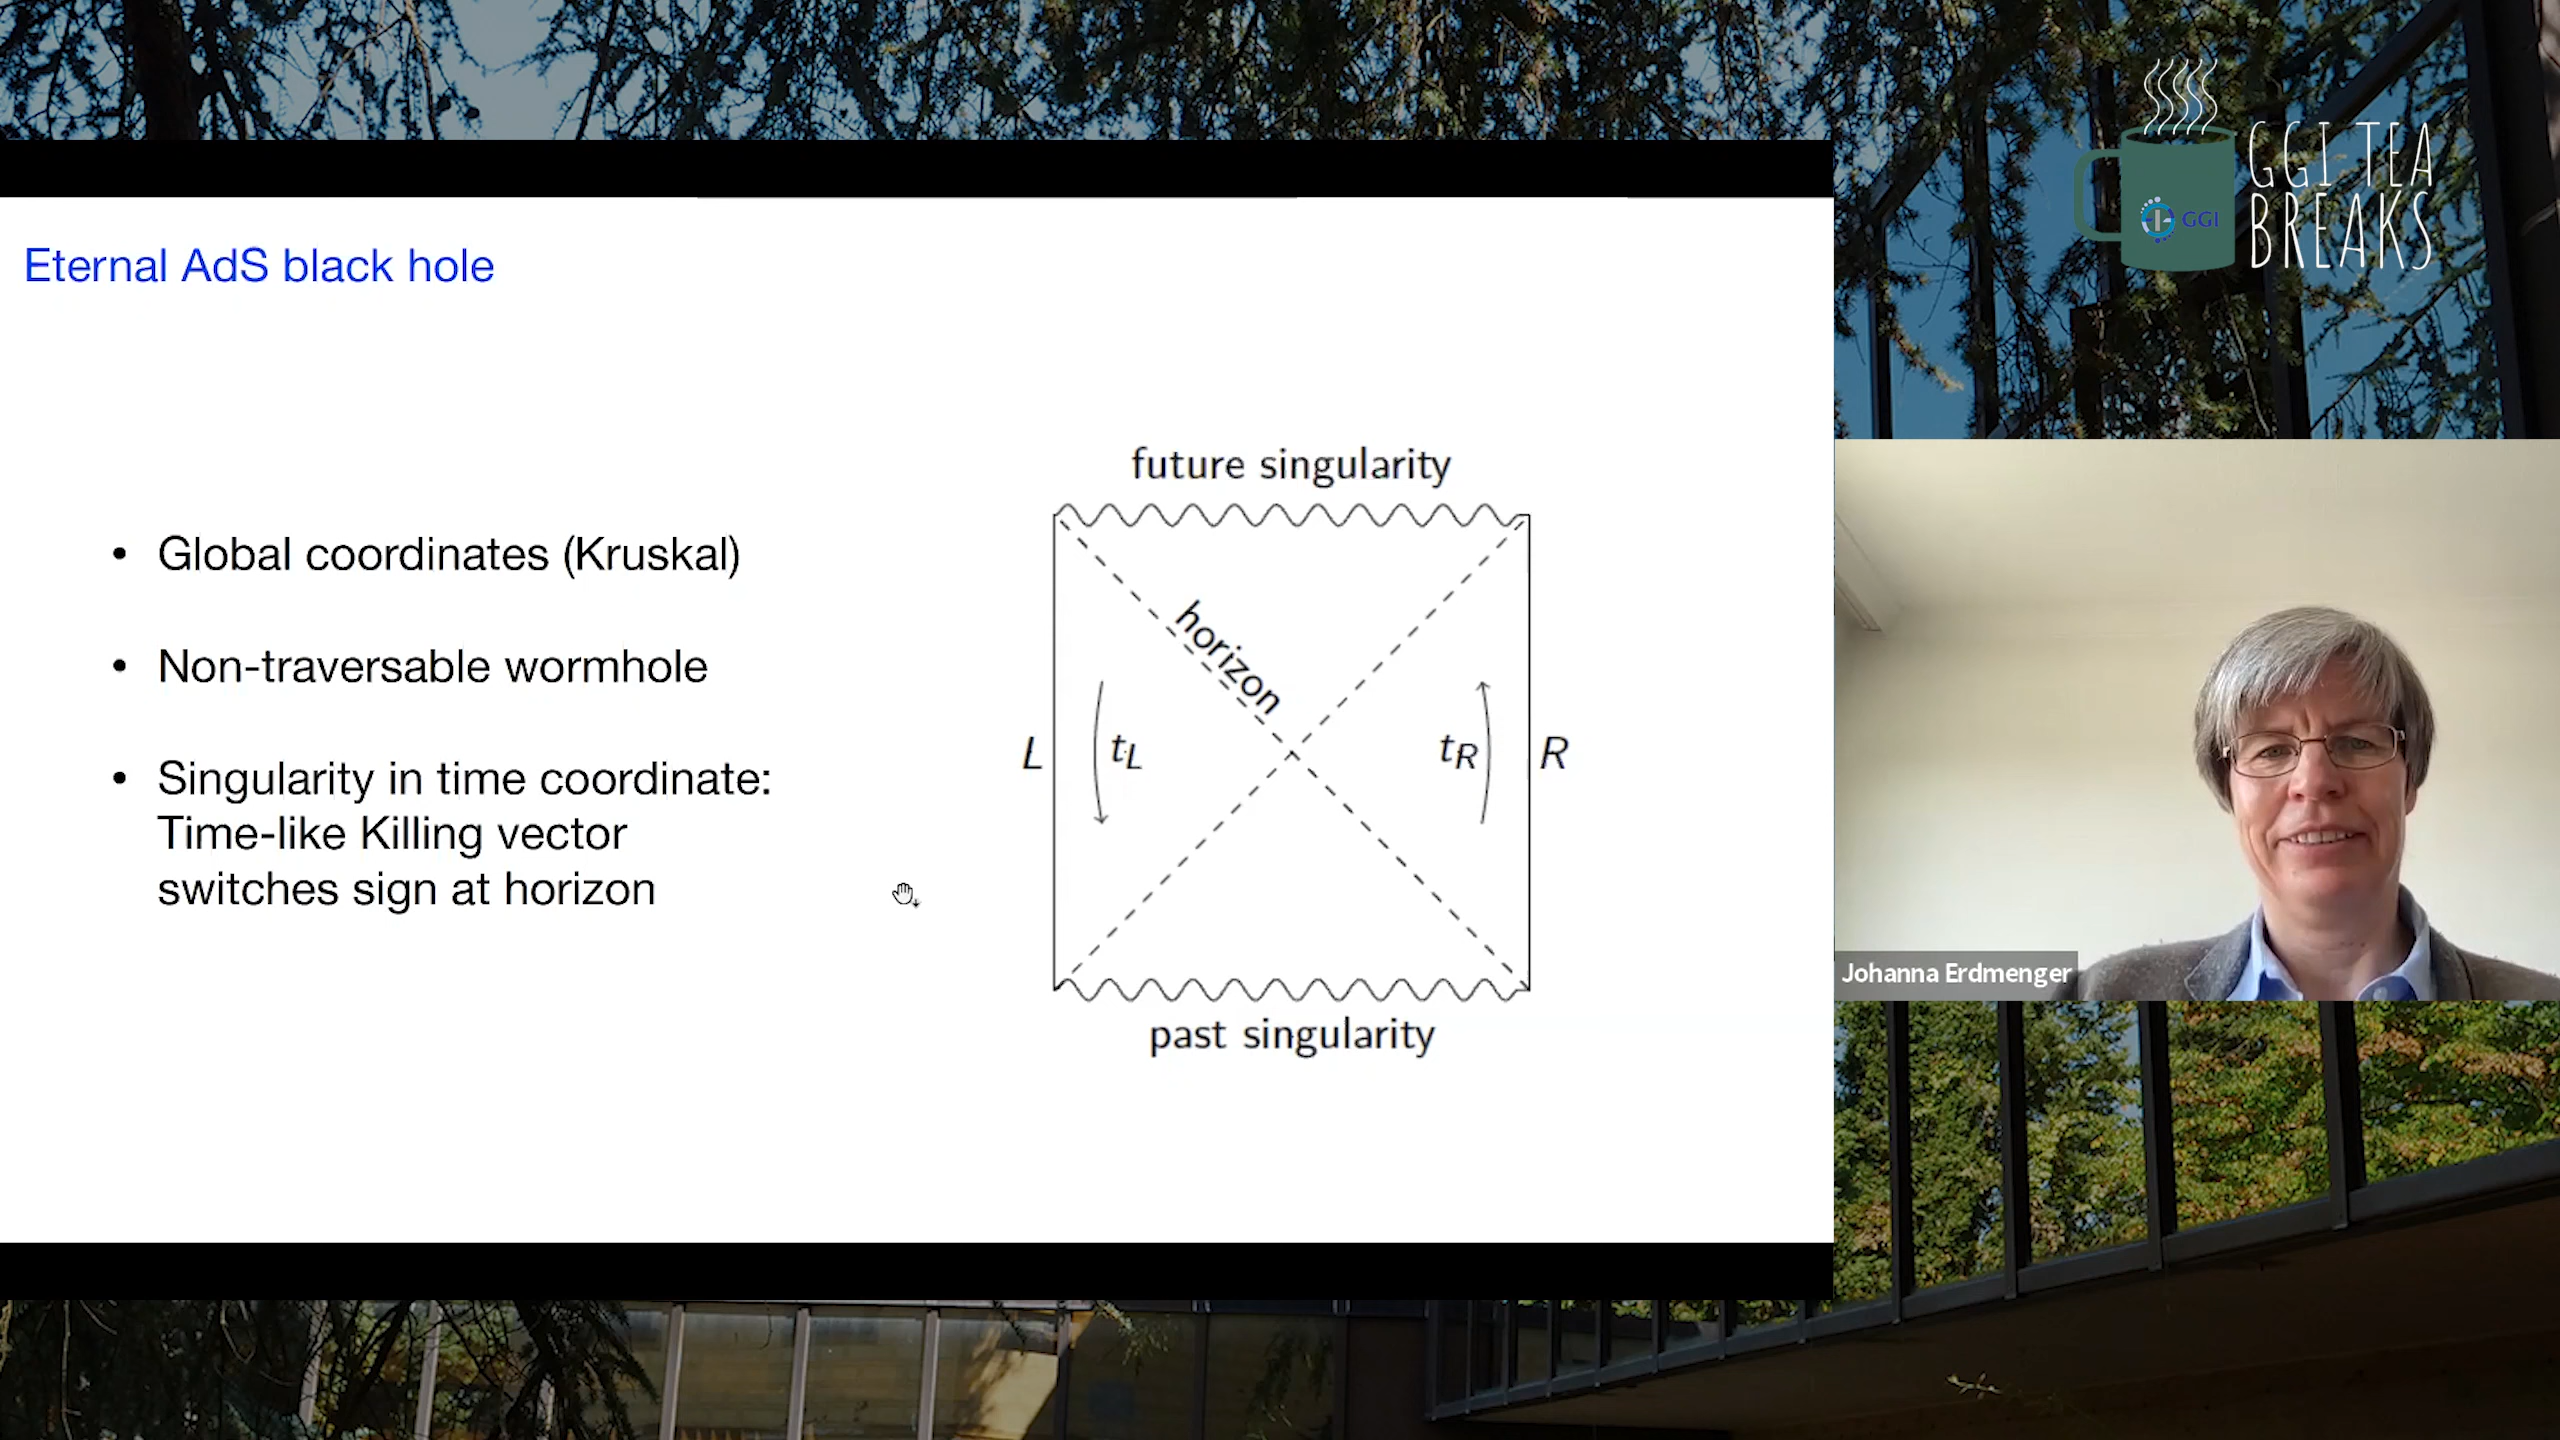 GGI TEA
BREAKS
GGI
Eternal AdS black hole
• Global coordinates (Kruskal)
• Non-traversable wormhole
• Singularity in time coordinate:
Time-like Killing vector
switches sign at horizon
future singularity
horizon
L
tL
tR
R
past singularity
Johanna Erdmenger